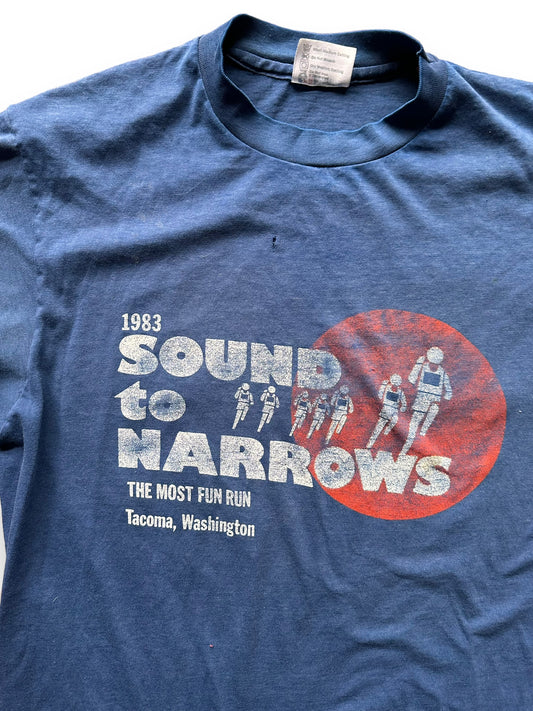 1983
SOUND
to
NARROWS
THE MOST FUN RUN
Tacoma, Washington